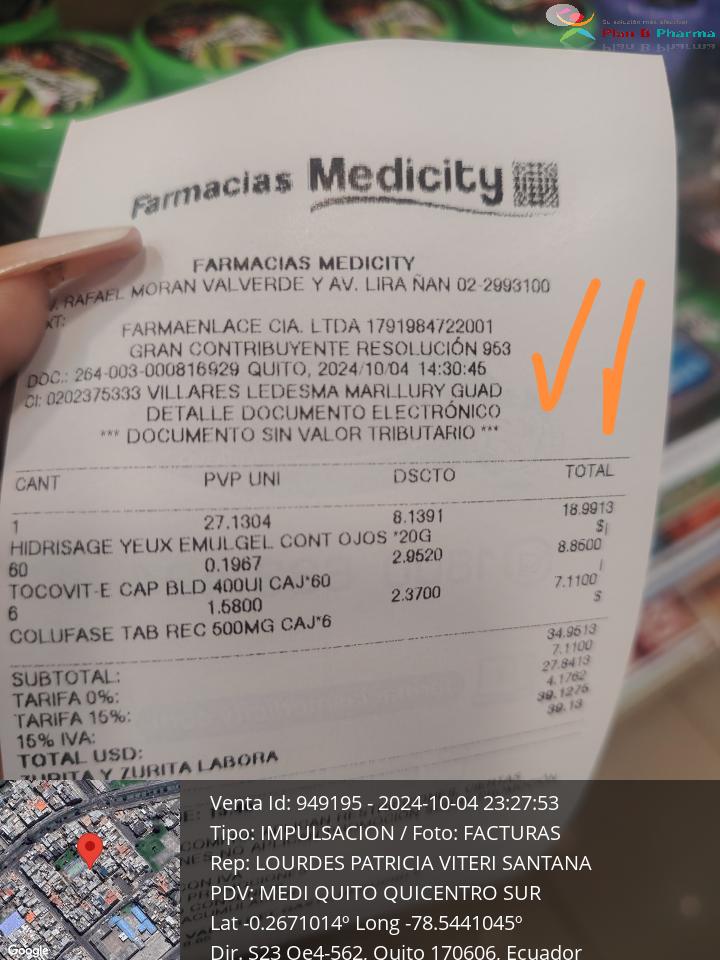 Su solución más efectiva!
Plan B Pharma
Farmacias Medicity
FARMACIAS MEDICITY
RAFAEL MORAN VALVERDE Y AV. LIRA ÑAN 02-2993100
FARMAENLACE CIA. LTDA 1791984722001
GRAN CONTRIBUYENTE RESOLUCIÓN 953
DOC.: 264-003-000816929 QUITO, 2024/10/04 14:30:45
CI: 0202375333 VILLARES LEDESMA MARLLURY GUAD
DETALLE DOCUMENTO ELECTRÓNICO
*** DOCUMENTO SIN VALOR TRIBUTARIO ***
CANT PVP UNI DSCTO TOTAL
1 27.1304 8.1391 18.9913
HIDRISAGE YEUX EMULGEL CONT OJOS *20G $
60 0.1967 2.9520 8.8500
TOCOVIT-E CAP BLD 400UI CAJ*60
6 1.5800 2.3700 7.1100
COLUFASE TAB REC 500MG CAJ*6 $
SUBTOTAL: 34.9513
TARIFA 0%: 7.1100
TARIFA 15%: 27.8413
15% IVA: 4.1762
TOTAL USD: 39.1275
39.13
ZURITA Y ZURITA LABORA
Venta Id: 949195 - 2024-10-04 23:27:53
Tipo: IMPULSACION / Foto: FACTURAS
Rep: LOURDES PATRICIA VITERI SANTANA
PDV: MEDI QUITO QUICENTRO SUR
Lat -0.2671014º Long -78.5441045º
Dir. S23 Oe4-562, Quito 170606, Ecuador
Google